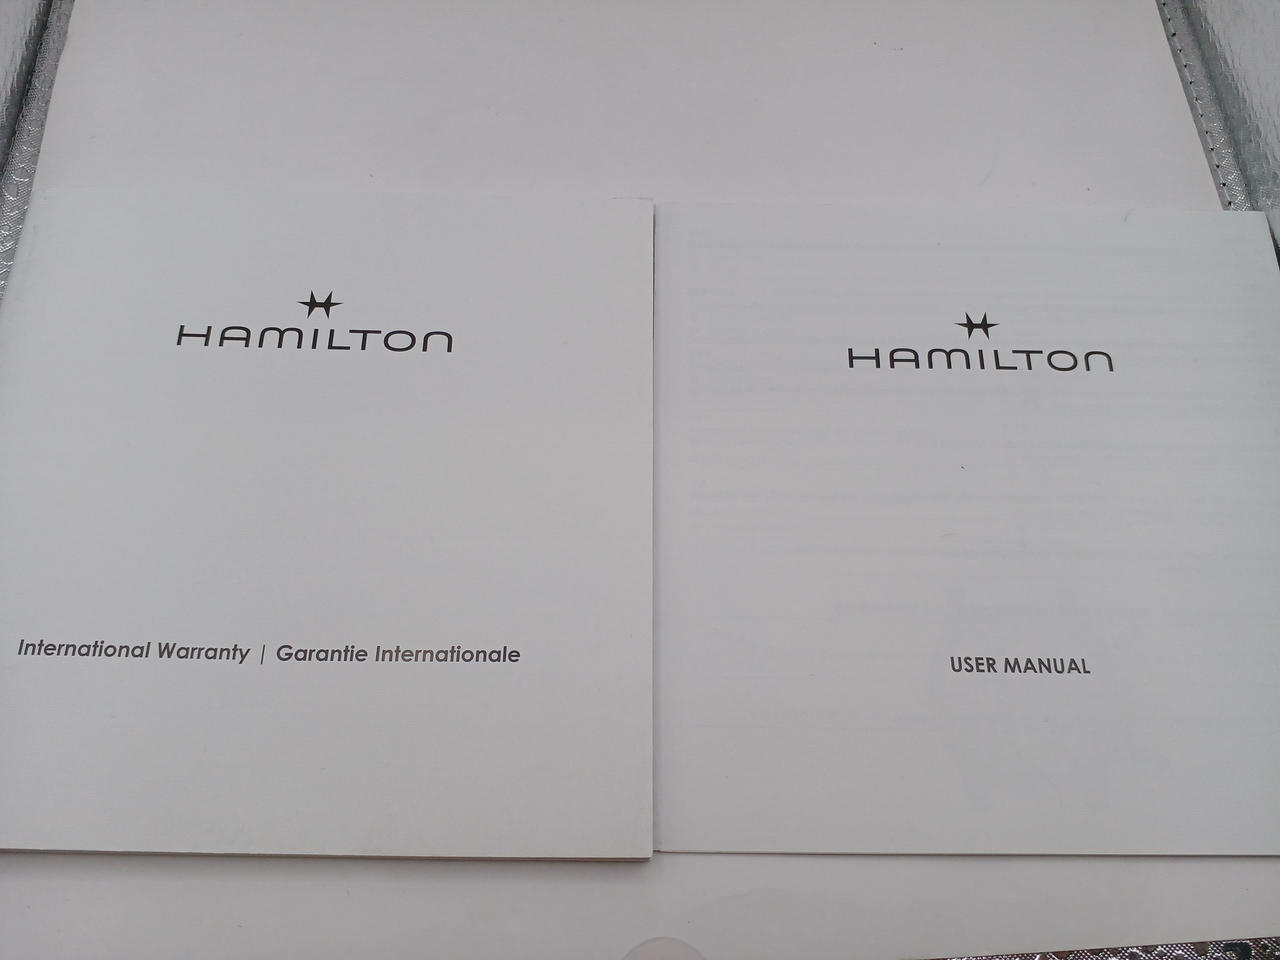 HAMILTON
International Warranty | Garantie Internationale
HAMILTON
USER MANUAL